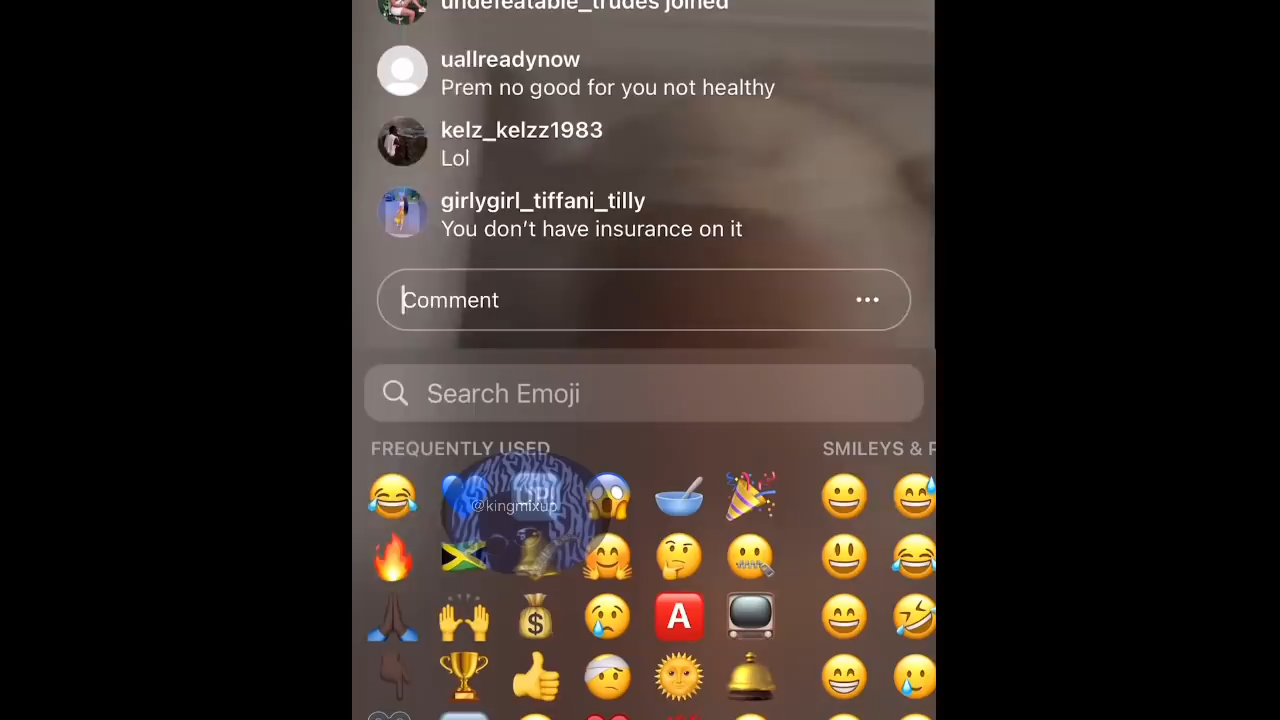 undefeatable_trudes joined
uallreadynow
Prem no good for you not healthy
kelz_kelzz1983
Lol
girlygirl_tiffani_tilly
You don’t have insurance on it
Comment
Search Emoji
FREQUENTLY USED
SMILEYS &
@kingmixup
A
$